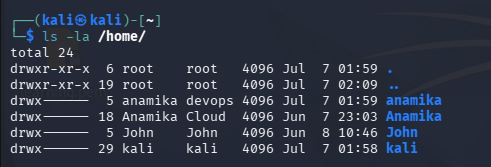 ┌──(kali㉿kali)-[~]
└─$ ls -la /home/
total 24
drwxr-xr-x  6 root    root   4096 Jul  7 01:59 .
drwxr-xr-x 19 root    root   4096 Jul  7 02:09 ..
drwx------  5 anamika devops 4096 Jul  7 01:59 anamika
drwx------ 18 Anamika Cloud  4096 Jun  7 23:03 Anamika
drwx------  5 John    John   4096 Jun  8 10:46 John
drwx------ 29 kali    kali   4096 Jul  7 01:58 kali